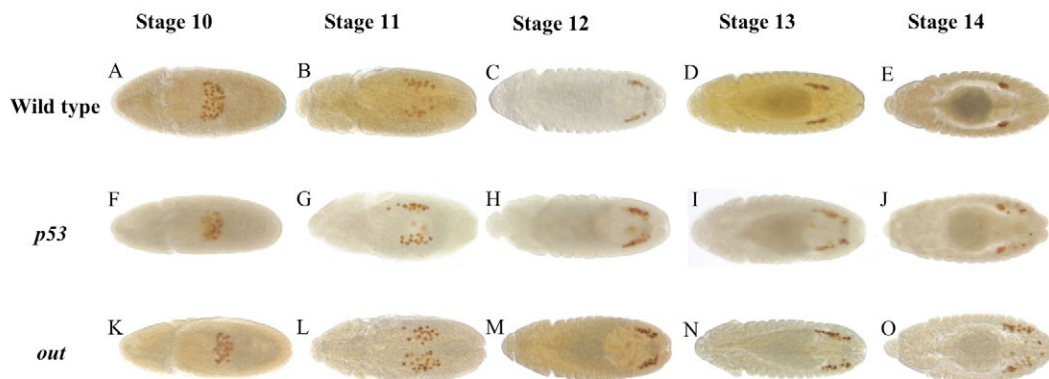 Stage 10 Stage 11 Stage 12 Stage 13 Stage 14
A B C D E
Wild type
F G H I J
p53
K L M N O
out